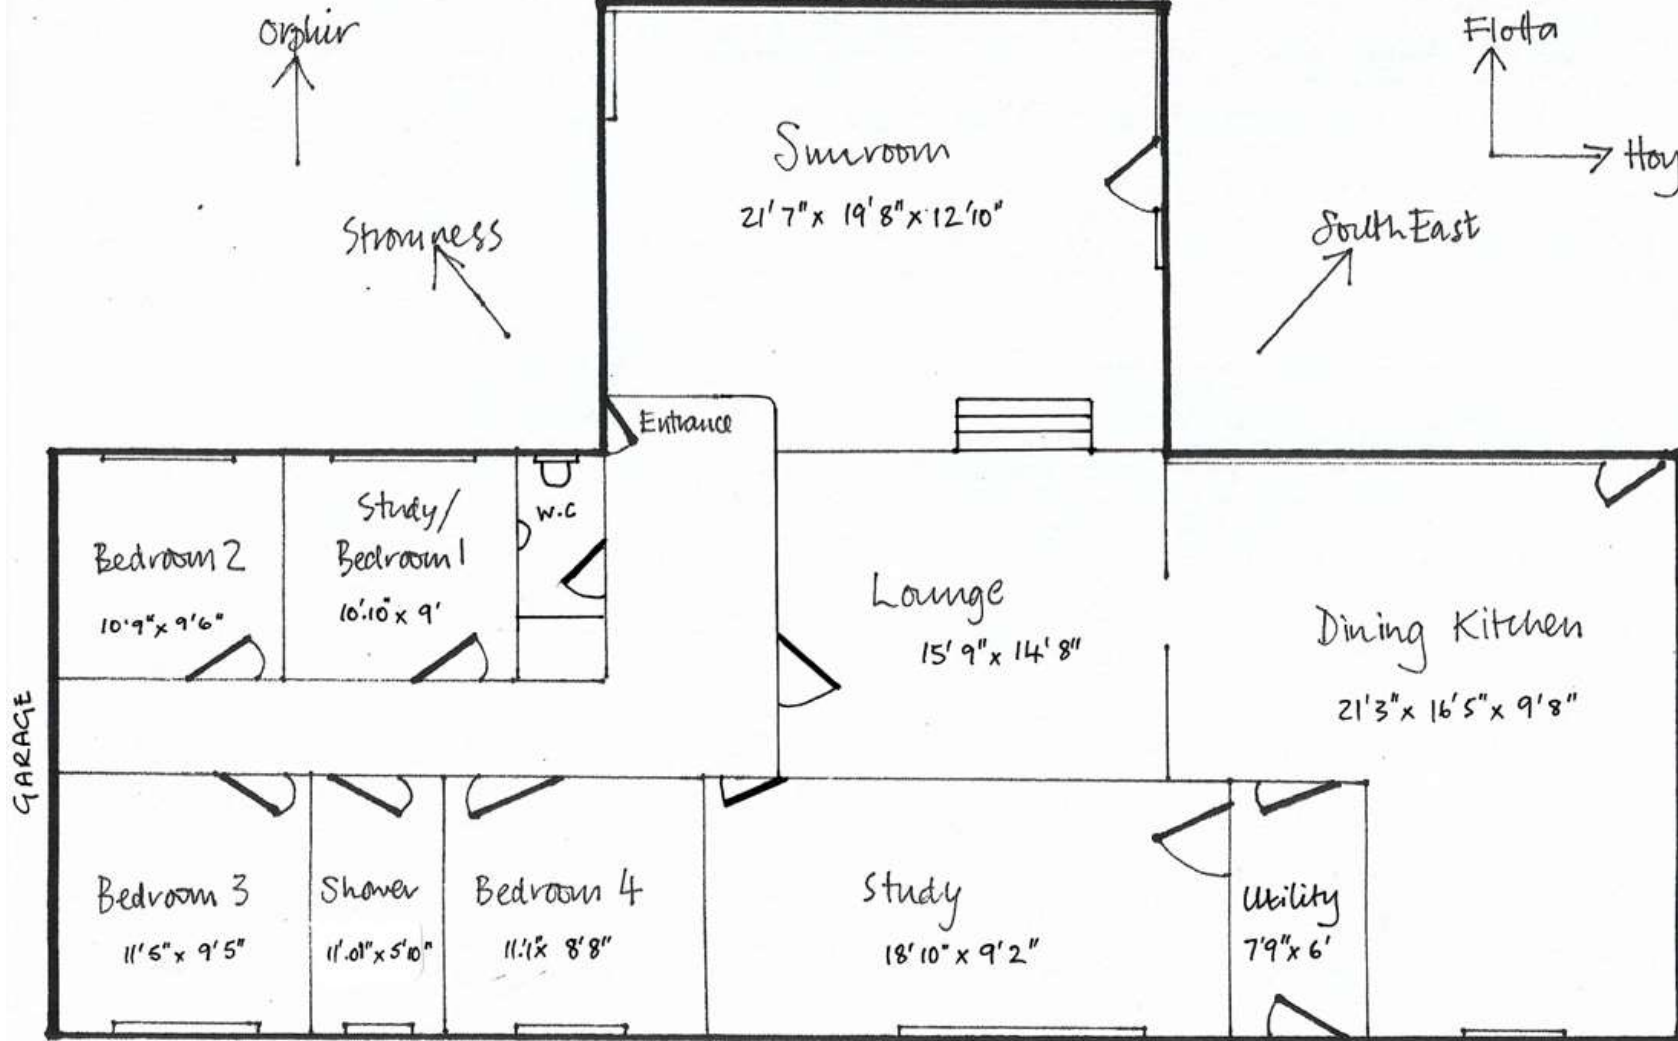 Orphir
Flotta
Hoy
Sunroom
21'7" x 19'8" x 12'10"
Stromness
South East
Entrance
W.C
Study/
Bedroom 1
10'.10" x 9'
Bedroom 2
10'9" x 9'6"
Lounge
15'9" x 14'8"
Dining Kitchen
21'3" x 16'5" x 9'8"
GARAGE
Bedroom 3
11'5" x 9'5"
Shower
11'.01" x 5'10"
Bedroom 4
11'.1" x 8'8"
Study
18'10" x 9'2"
Utility
7'9" x 6'